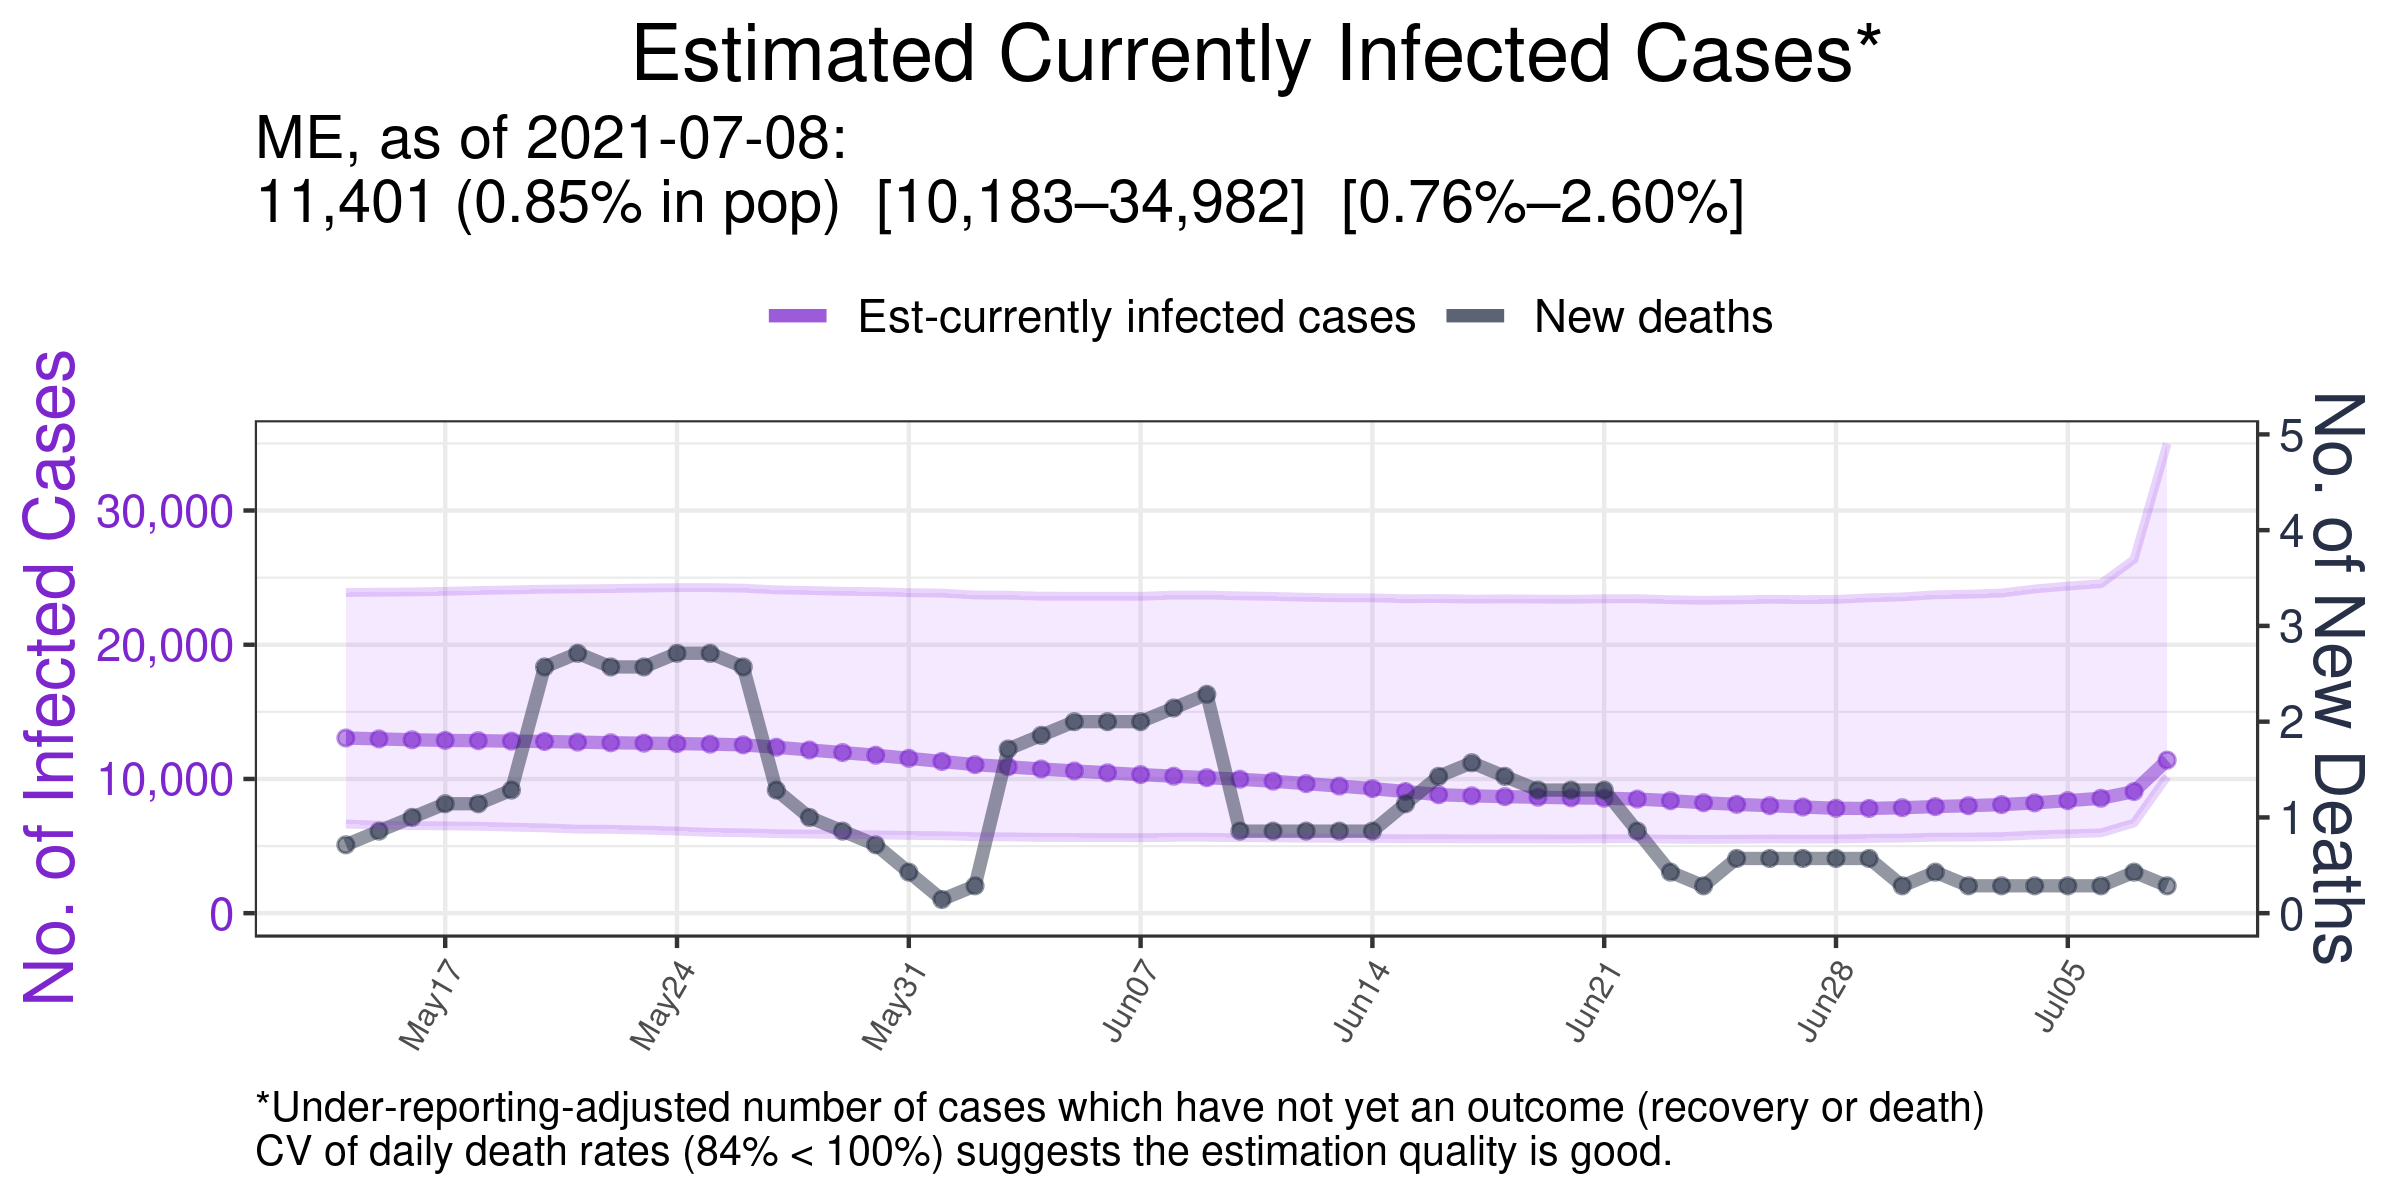 Estimated Currently Infected Cases*
ME, as of 2021-07-08:
11,401 (0.85% in pop)  [10,183–34,982]  [0.76%–2.60%]
Est-currently infected cases
New deaths
No. of Infected Cases
30,000
20,000
10,000
0
5
4
3
2
1
0
No. of New Deaths
May17
May24
May31
Jun07
Jun14
Jun21
Jun28
Jul05
*Under-reporting-adjusted number of cases which have not yet an outcome (recovery or death)
CV of daily death rates (84% < 100%) suggests the estimation quality is good.